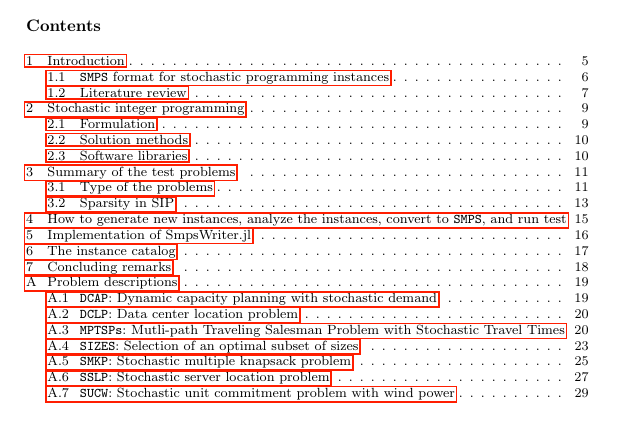 Contents
1 Introduction . . . . . . . . . . . . . . . . . . . . . . . . . . . . . . . . . . . . . . . . 5
1.1 SMPS format for stochastic programming instances . . . . . . . . . . . . . . . . 6
1.2 Literature review . . . . . . . . . . . . . . . . . . . . . . . . . . . . . . . . . . 7
2 Stochastic integer programming . . . . . . . . . . . . . . . . . . . . . . . . . . . . . 9
2.1 Formulation . . . . . . . . . . . . . . . . . . . . . . . . . . . . . . . . . . . . . 9
2.2 Solution methods . . . . . . . . . . . . . . . . . . . . . . . . . . . . . . . . . . 10
2.3 Software libraries . . . . . . . . . . . . . . . . . . . . . . . . . . . . . . . . . . 10
3 Summary of the test problems . . . . . . . . . . . . . . . . . . . . . . . . . . . . . . 11
3.1 Type of the problems . . . . . . . . . . . . . . . . . . . . . . . . . . . . . . . . 11
3.2 Sparsity in SIP . . . . . . . . . . . . . . . . . . . . . . . . . . . . . . . . . . . 13
4 How to generate new instances, analyze the instances, convert to SMPS, and run test 15
5 Implementation of SmpsWriter.jl . . . . . . . . . . . . . . . . . . . . . . . . . . . . 16
6 The instance catalog . . . . . . . . . . . . . . . . . . . . . . . . . . . . . . . . . . . 17
7 Concluding remarks . . . . . . . . . . . . . . . . . . . . . . . . . . . . . . . . . . . 18
A Problem descriptions . . . . . . . . . . . . . . . . . . . . . . . . . . . . . . . . . . . 19
A.1 DCAP: Dynamic capacity planning with stochastic demand . . . . . . . . . . . 19
A.2 DCLP: Data center location problem . . . . . . . . . . . . . . . . . . . . . . . . 20
A.3 MPTSPs: Mutli-path Traveling Salesman Problem with Stochastic Travel Times 20
A.4 SIZES: Selection of an optimal subset of sizes . . . . . . . . . . . . . . . . . . . 23
A.5 SMKP: Stochastic multiple knapsack problem . . . . . . . . . . . . . . . . . . . 25
A.6 SSLP: Stochastic server location problem . . . . . . . . . . . . . . . . . . . . . 27
A.7 SUCW: Stochastic unit commitment problem with wind power . . . . . . . . . . 29